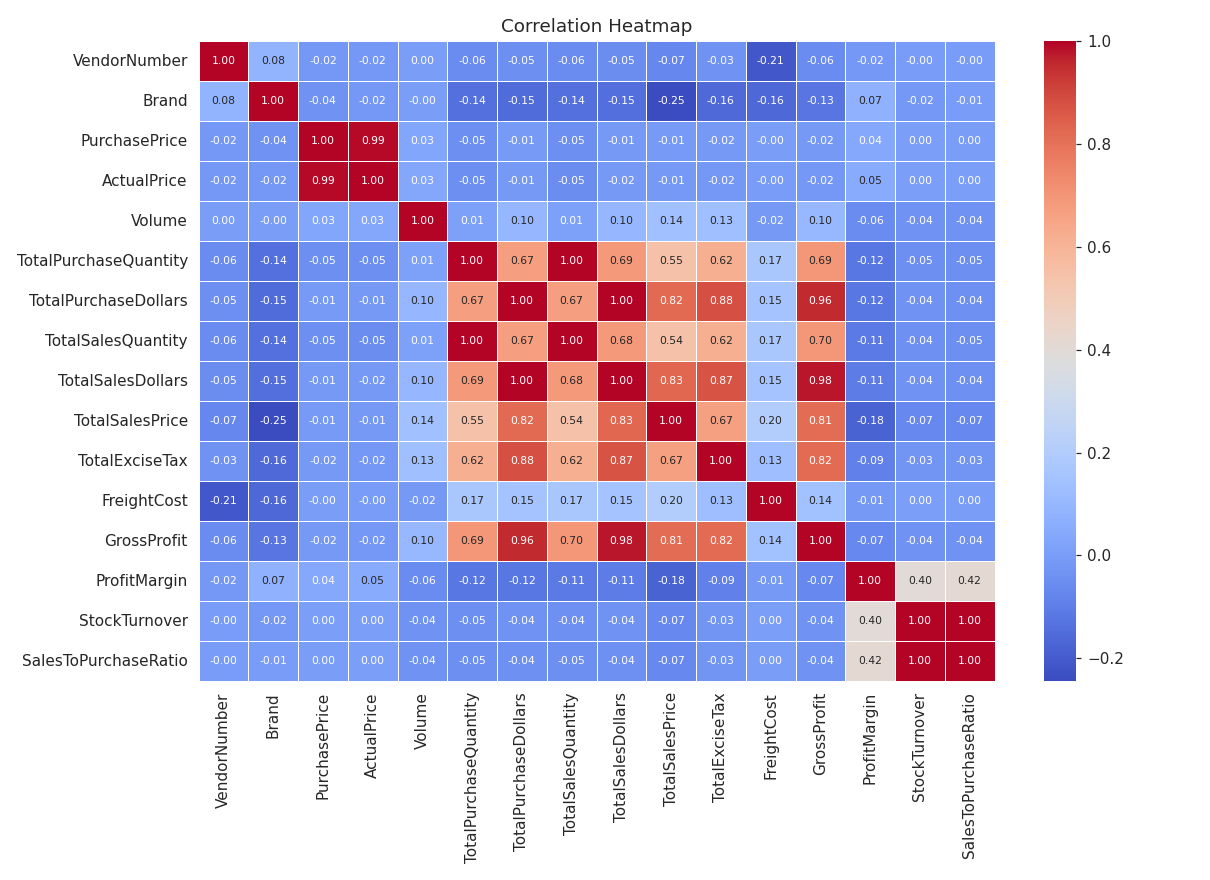 Correlation Heatmap
VendorNumber 1.00 0.08 -0.02 -0.02 0.00 -0.06 -0.05 -0.06 -0.05 -0.07 -0.03 -0.21 -0.06 -0.02 -0.00 -0.00
Brand 0.08 1.00 -0.04 -0.02 -0.00 -0.14 -0.15 -0.14 -0.15 -0.25 -0.16 -0.16 -0.13 0.07 -0.02 -0.01
PurchasePrice -0.02 -0.04 1.00 0.99 0.03 -0.05 -0.01 -0.05 -0.01 -0.01 -0.02 -0.00 -0.02 0.04 0.00 0.00
ActualPrice -0.02 -0.02 0.99 1.00 0.03 -0.05 -0.01 -0.05 -0.02 -0.01 -0.02 -0.00 -0.02 0.05 0.00 0.00
Volume 0.00 -0.00 0.03 0.03 1.00 0.01 0.10 0.01 0.10 0.14 0.13 -0.02 0.10 -0.06 -0.04 -0.04
TotalPurchaseQuantity -0.06 -0.14 -0.05 -0.05 0.01 1.00 0.67 1.00 0.69 0.55 0.62 0.17 0.69 -0.12 -0.05 -0.05
TotalPurchaseDollars -0.05 -0.15 -0.01 -0.01 0.10 0.67 1.00 0.67 1.00 0.82 0.88 0.15 0.96 -0.12 -0.04 -0.04
TotalSalesQuantity -0.06 -0.14 -0.05 -0.05 0.01 1.00 0.67 1.00 0.68 0.54 0.62 0.17 0.70 -0.11 -0.04 -0.05
TotalSalesDollars -0.05 -0.15 -0.01 -0.02 0.10 0.69 1.00 0.68 1.00 0.83 0.87 0.15 0.98 -0.11 -0.04 -0.04
TotalSalesPrice -0.07 -0.25 -0.01 -0.01 0.14 0.55 0.82 0.54 0.83 1.00 0.67 0.20 0.81 -0.18 -0.07 -0.07
TotalExciseTax -0.03 -0.16 -0.02 -0.02 0.13 0.62 0.88 0.62 0.87 0.67 1.00 0.13 0.82 -0.09 -0.03 -0.03
FreightCost -0.21 -0.16 -0.00 -0.00 -0.02 0.17 0.15 0.17 0.15 0.20 0.13 1.00 0.14 -0.01 0.00 0.00
GrossProfit -0.06 -0.13 -0.02 -0.02 0.10 0.69 0.96 0.70 0.98 0.81 0.82 0.14 1.00 -0.07 -0.04 -0.04
ProfitMargin -0.02 0.07 0.04 0.05 -0.06 -0.12 -0.12 -0.11 -0.11 -0.18 -0.09 -0.01 -0.07 1.00 0.40 0.42
StockTurnover -0.00 -0.02 0.00 0.00 -0.04 -0.05 -0.04 -0.04 -0.04 -0.07 -0.03 0.00 -0.04 0.40 1.00 1.00
SalesToPurchaseRatio -0.00 -0.01 0.00 0.00 -0.04 -0.05 -0.04 -0.05 -0.04 -0.07 -0.03 0.00 -0.04 0.42 1.00 1.00
VendorNumber
Brand
PurchasePrice
ActualPrice
Volume
TotalPurchaseQuantity
TotalPurchaseDollars
TotalSalesQuantity
TotalSalesDollars
TotalSalesPrice
TotalExciseTax
FreightCost
GrossProfit
ProfitMargin
StockTurnover
SalesToPurchaseRatio
1.0
0.8
0.6
0.4
0.2
0.0
−0.2